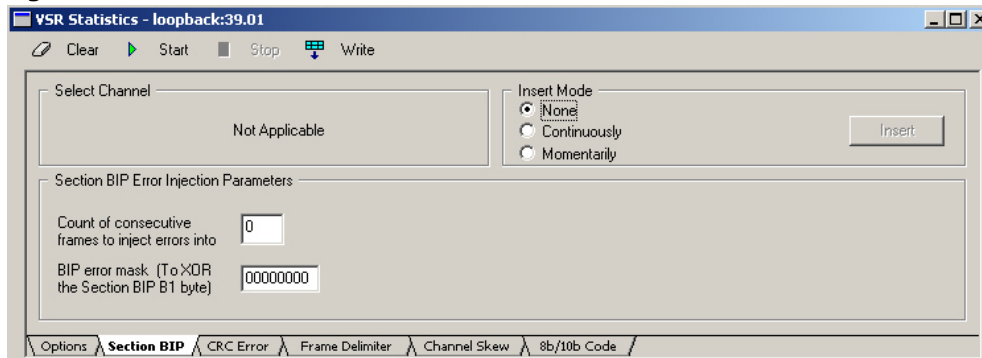 VSR Statistics - loopback:39.01
Clear Start Stop Write
Select Channel
Not Applicable
Insert Mode
None
Continuously
Momentarily
Insert
Section BIP Error Injection Parameters
Count of consecutive
frames to inject errors into
0
BIP error mask (To XOR
the Section BIP B1 byte)
00000000
Options Section BIP CRC Error Frame Delimiter Channel Skew 8b/10b Code